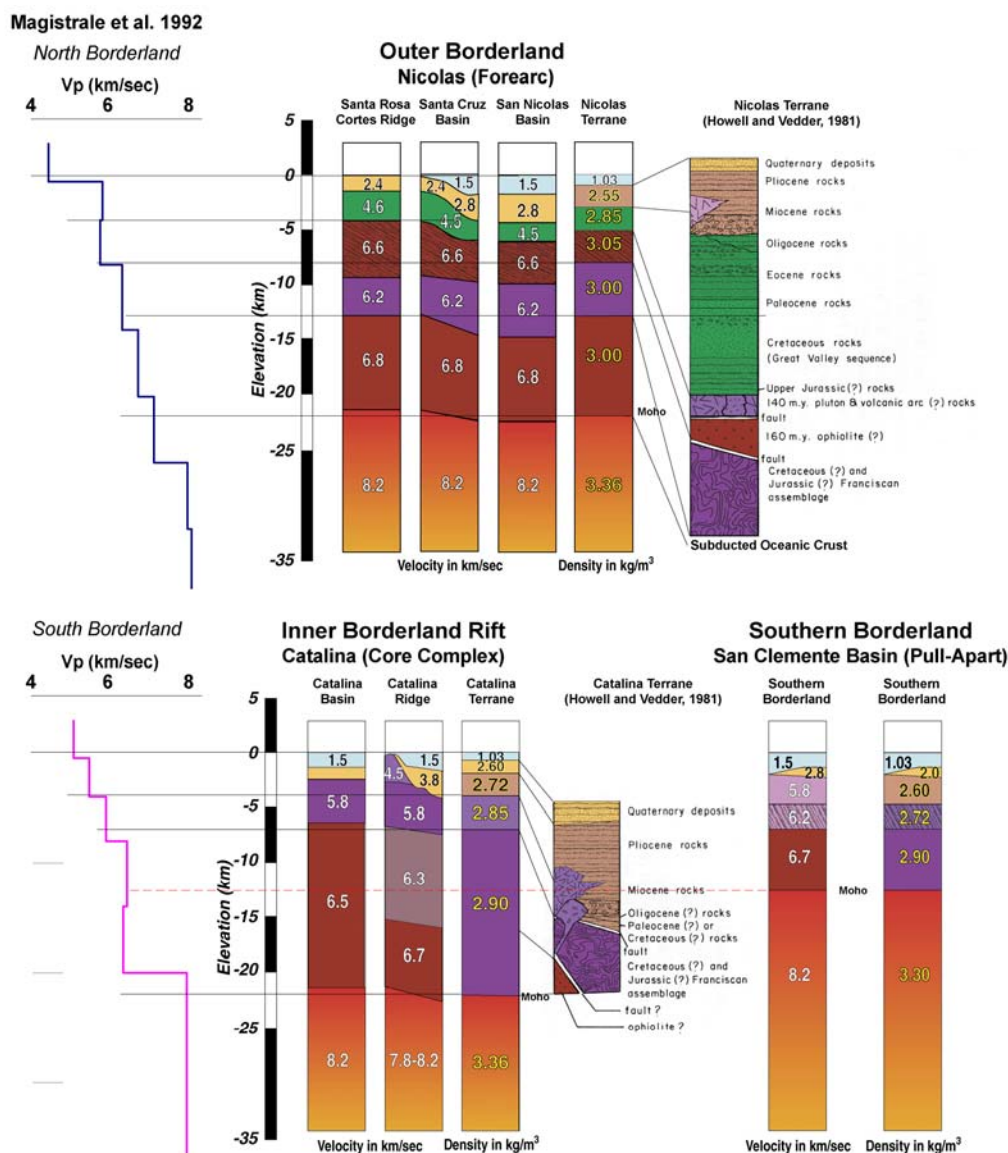 Magistrale et al. 1992
North Borderland
Vp (km/sec)
4 6 8
Outer Borderland
Nicolas (Forearc)
Santa Rosa
Cortes Ridge
Santa Cruz
Basin
San Nicolas
Basin
Nicolas
Terrane
Nicolas Terrane
(Howell and Vedder, 1981)
Elevation (km)
5
0
-5
-10
-15
-20
-25
-35
2.4
4.6
6.6
6.2
6.8
8.2
2.4 1.5
2.8
4.5
6.6
6.2
6.8
8.2
1.5
2.8
4.5
6.6
6.2
6.8
8.2
1.03
2.55
2.85
3.05
3.00
3.00
3.36
Moho
Quaternary deposits
Pliocene rocks
Miocene rocks
Oligocene rocks
Eocene rocks
Paleocene rocks
Cretaceous rocks
(Great Valley sequence)
Upper Jurassic(?) rocks
140 m.y. pluton & volcanic arc (?) rocks
fault
160 m.y. ophiolite (?)
fault
Cretaceous (?) and
Jurassic (?) Franciscan
assemblage
Subducted Oceanic Crust
Velocity in km/sec
Density in kg/m³
South Borderland
Vp (km/sec)
4 6 8
Inner Borderland Rift
Catalina (Core Complex)
Catalina
Basin
Catalina
Ridge
Catalina
Terrane
Catalina Terrane
(Howell and Vedder, 1981)
Elevation (km)
5
0
-5
-10
-15
-20
-25
-35
1.5
5.8
6.5
8.2
4.5 1.5
3.8
5.8
6.3
6.7
7.8-8.2
1.03
2.60
2.72
2.85
2.90
3.36
Moho
Quaternary deposits
Pliocene rocks
Miocene rocks
Oligocene (?) rocks
Paleocene (?) or
Cretaceous (?) rocks
fault
Cretaceous (?) and
Jurassic (?) Franciscan
assemblage
fault ?
ophiolite ?
Velocity in km/sec
Density in kg/m³
Southern Borderland
San Clemente Basin (Pull-Apart)
Southern
Borderland
Southern
Borderland
1.5
2.8
5.8
6.2
6.7
8.2
Moho
1.03
2.0
2.60
2.72
2.90
3.30
Velocity in km/sec
Density in kg/m³